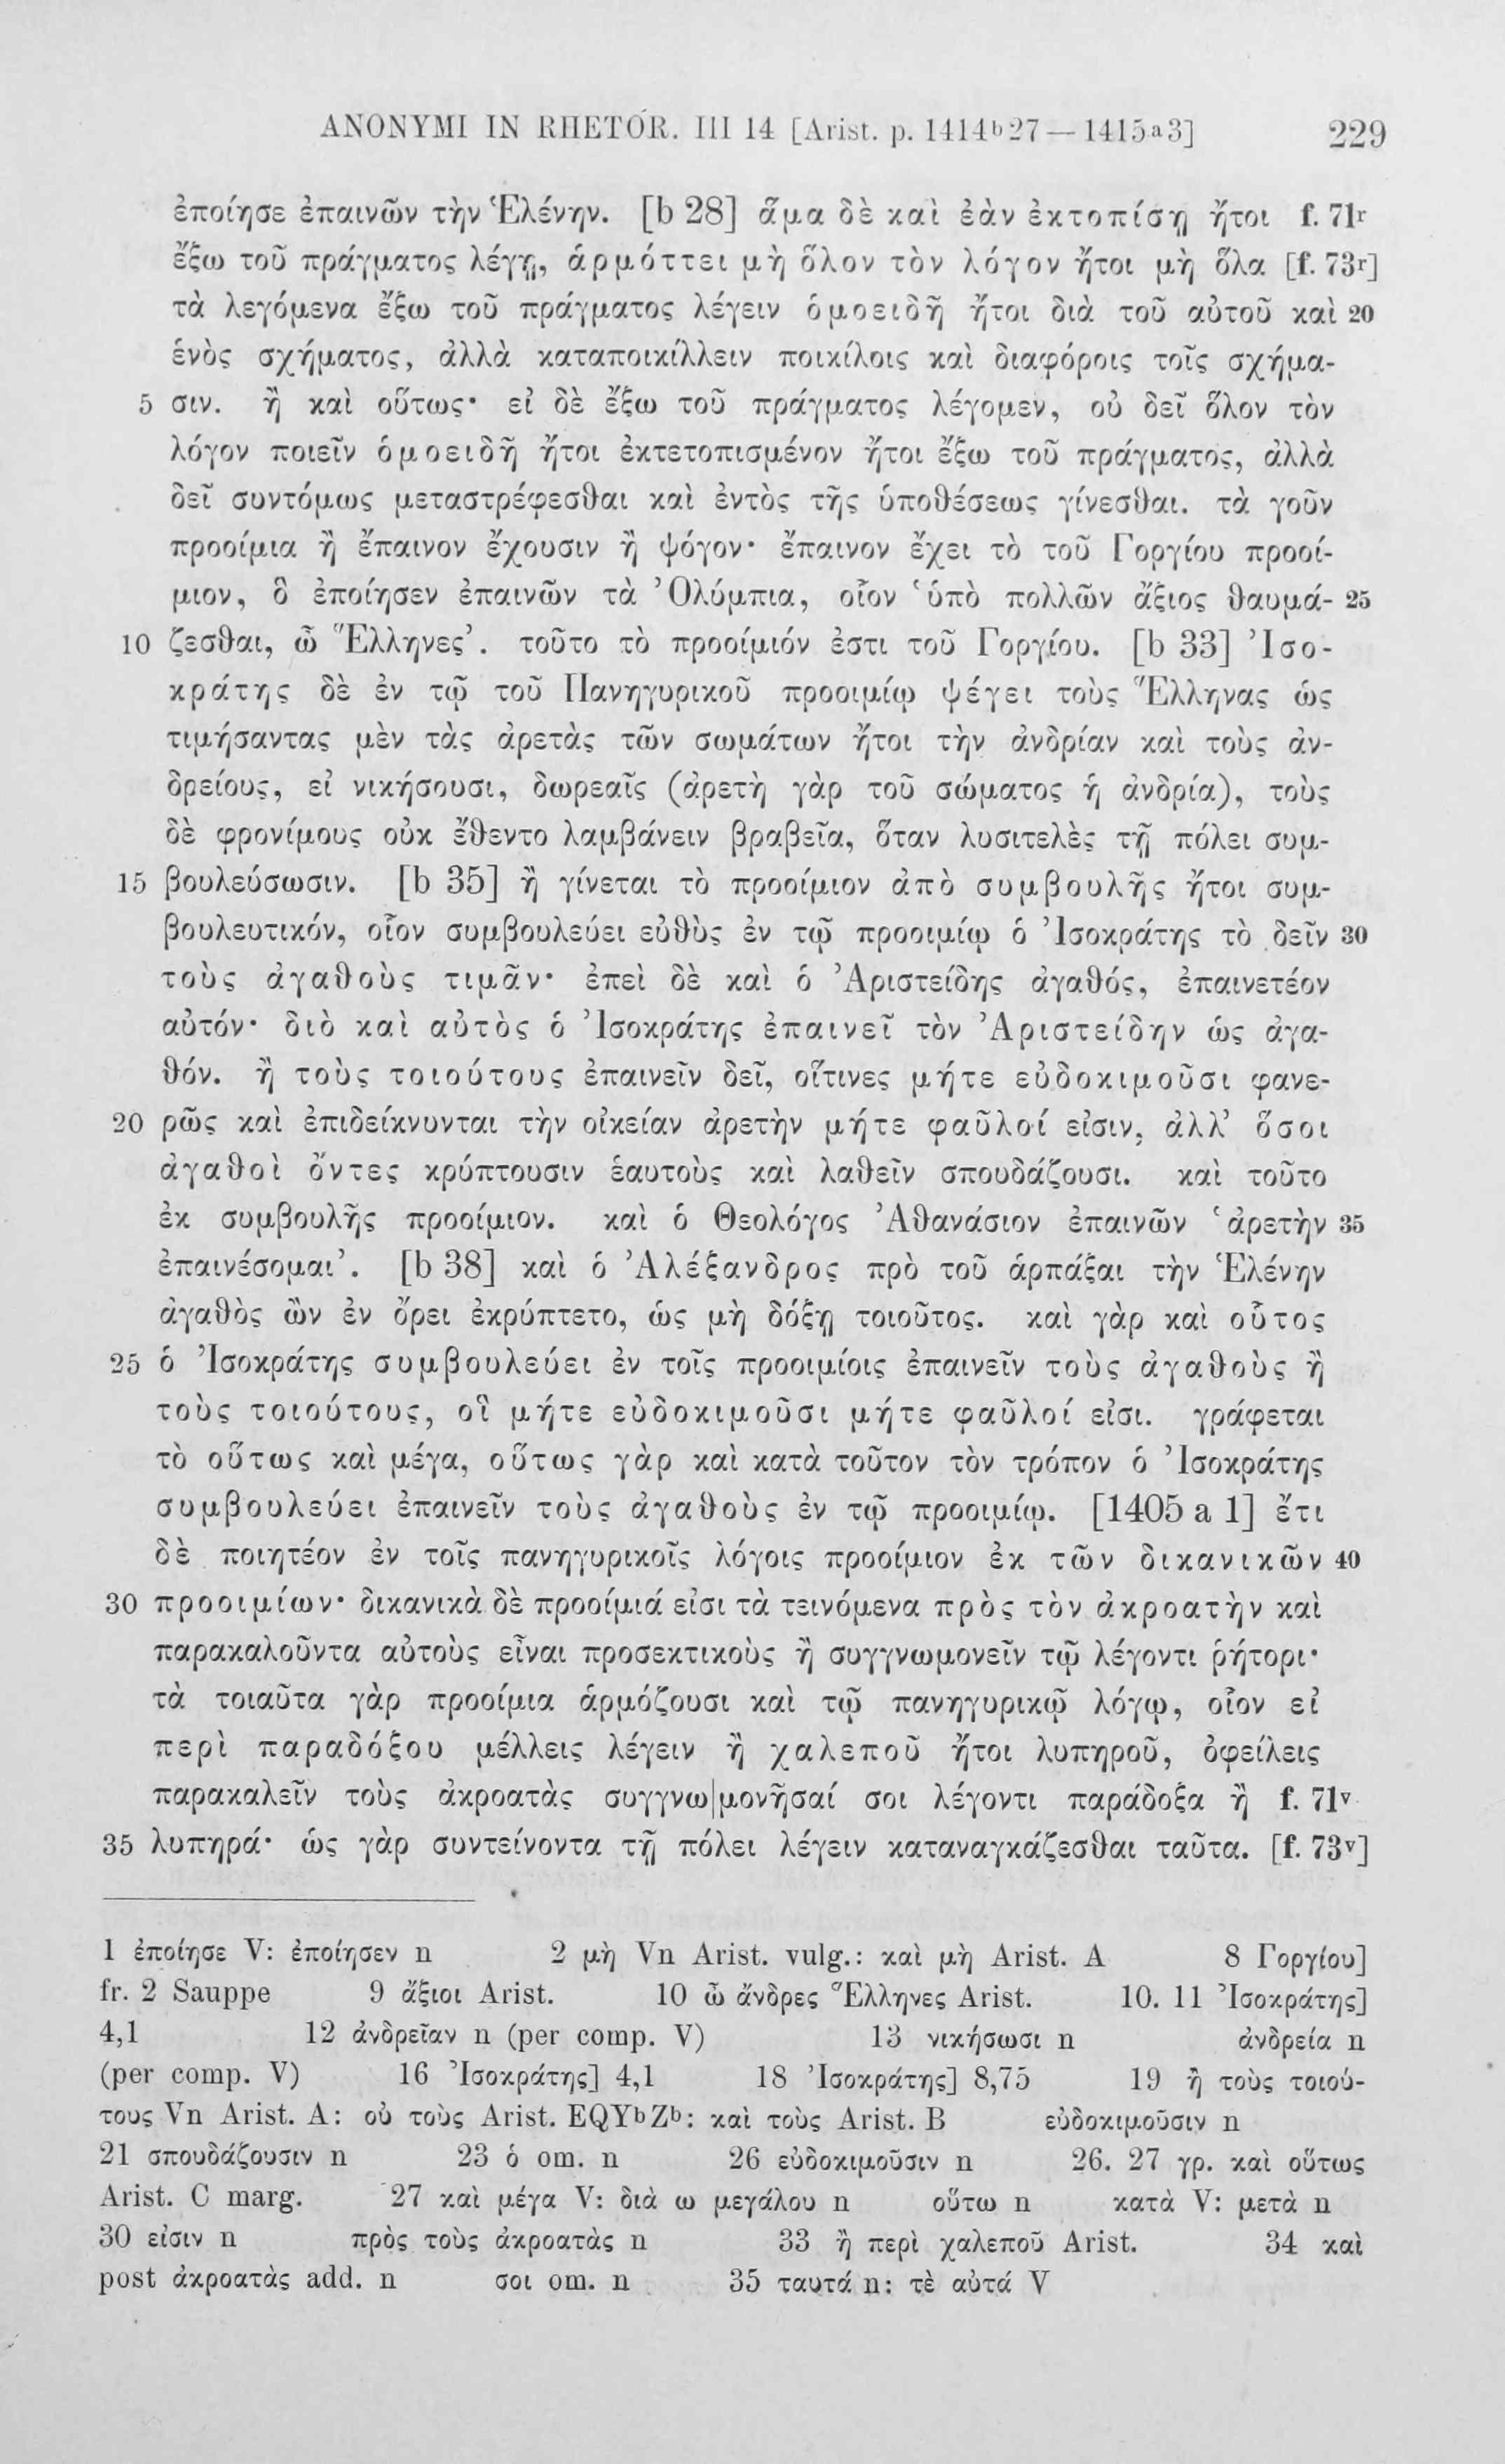 ANONYMI IN RHETOR. III 14 [Arist. p. 1414ᵇ27 — 1415ᵃ3] 229
ἐποίησε ἐπαινῶν τὴν Ἑλένην. [b 28] ἅμα δὲ καὶ ἐὰν ἐκτοπίσῃ ἤτοι f. 71ʳ
ἔξω τοῦ πράγματος λέγῃ, ἁρμόττει μὴ ὅλον τὸν λόγον ἤτοι μὴ ὅλα [f. 73ʳ]
τὰ λεγόμενα ἔξω τοῦ πράγματος λέγειν ὁμοειδῆ ἤτοι διὰ τοῦ αὐτοῦ καὶ 20
ἑνὸς σχήματος, ἀλλὰ καταποικίλλειν ποικίλοις καὶ διαφόροις τοῖς σχήμα-
5 σιν. ἢ καὶ οὕτως· εἰ δὲ ἔξω τοῦ πράγματος λέγομεν, οὐ δεῖ ὅλον τὸν
λόγον ποιεῖν ὁμοειδῆ ἤτοι ἐκτετοπισμένον ἤτοι ἔξω τοῦ πράγματος, ἀλλὰ
δεῖ συντόμως μεταστρέφεσθαι καὶ ἐντὸς τῆς ὑποθέσεως γίνεσθαι. τὰ γοῦν
προοίμια ἢ ἔπαινον ἔχουσιν ἢ ψόγον· ἔπαινον ἔχει τὸ τοῦ Γοργίου προοί-
μιον, ὃ ἐποίησεν ἐπαινῶν τὰ Ὀλύμπια, οἷον ‘ὑπὸ πολλῶν ἄξιος θαυμά- 25
10 ζεσθαι, ὦ Ἕλληνες’. τοῦτο τὸ προοίμιόν ἐστι τοῦ Γοργίου. [b 33] Ἰσο-
κράτης δὲ ἐν τῷ τοῦ Πανηγυρικοῦ προοιμίῳ ψέγει τοὺς Ἕλληνας ὡς
τιμήσαντας μὲν τὰς ἀρετὰς τῶν σωμάτων ἤτοι τὴν ἀνδρίαν καὶ τοὺς ἀν-
δρείους, εἰ νικήσουσι, δωρεαῖς (ἀρετὴ γὰρ τοῦ σώματος ἡ ἀνδρία), τοὺς
δὲ φρονίμους οὐκ ἔθεντο λαμβάνειν βραβεῖα, ὅταν λυσιτελὲς τῇ πόλει συμ-
15 βουλεύσωσιν. [b 35] ἢ γίνεται τὸ προοίμιον ἀπὸ συμβουλῆς ἤτοι συμ-
βουλευτικόν, οἷον συμβουλεύει εὐθὺς ἐν τῷ προοιμίῳ ὁ Ἰσοκράτης τὸ δεῖν 30
τοὺς ἀγαθοὺς τιμᾶν· ἐπεὶ δὲ καὶ ὁ Ἀριστείδης ἀγαθός, ἐπαινετέον
αὐτόν· διὸ καὶ αὐτὸς ὁ Ἰσοκράτης ἐπαινεῖ τὸν Ἀριστείδην ὡς ἀγα-
θόν. ἢ τοὺς τοιούτους ἐπαινεῖν δεῖ, οἵτινες μήτε εὐδοκιμοῦσι φανε-
20 ρῶς καὶ ἐπιδείκνυνται τὴν οἰκείαν ἀρετὴν μήτε φαῦλοί εἰσιν, ἀλλ’ ὅσοι
ἀγαθοὶ ὄντες κρύπτουσιν ἑαυτοὺς καὶ λαθεῖν σπουδάζουσι. καὶ τοῦτο
ἐκ συμβουλῆς προοίμιον. καὶ ὁ Θεολόγος Ἀθανάσιον ἐπαινῶν ‘ἀρετὴν 35
ἐπαινέσομαι’. [b 38] καὶ ὁ Ἀλέξανδρος πρὸ τοῦ ἁρπάξαι τὴν Ἑλένην
ἀγαθὸς ὢν ἐν ὄρει ἐκρύπτετο, ὡς μὴ δόξῃ τοιοῦτος. καὶ γὰρ καὶ οὗτος
25 ὁ Ἰσοκράτης συμβουλεύει ἐν τοῖς προοιμίοις ἐπαινεῖν τοὺς ἀγαθοὺς ἢ
τοὺς τοιούτους, οἳ μήτε εὐδοκιμοῦσι μήτε φαῦλοί εἰσι. γράφεται
τὸ οὕτως καὶ μέγα, οὕτως γὰρ καὶ κατὰ τοῦτον τὸν τρόπον ὁ Ἰσοκράτης
συμβουλεύει ἐπαινεῖν τοὺς ἀγαθοὺς ἐν τῷ προοιμίῳ. [1405 a 1] ἔτι
δὲ ποιητέον ἐν τοῖς πανηγυρικοῖς λόγοις προοίμιον ἐκ τῶν δικανικῶν 40
30 προοιμίων· δικανικὰ δὲ προοίμιά εἰσι τὰ τεινόμενα πρὸς τὸν ἀκροατὴν καὶ
παρακαλοῦντα αὐτοὺς εἶναι προσεκτικοὺς ἢ συγγνωμονεῖν τῷ λέγοντι ῥήτορι·
τὰ τοιαῦτα γὰρ προοίμια ἁρμόζουσι καὶ τῷ πανηγυρικῷ λόγῳ, οἷον εἰ
περὶ παραδόξου μέλλεις λέγειν ἢ χαλεποῦ ἤτοι λυπηροῦ, ὀφείλεις
παρακαλεῖν τοὺς ἀκροατὰς συγγνω|μονῆσαί σοι λέγοντι παράδοξα ἢ f. 71ᵛ
35 λυπηρά· ὡς γὰρ συντείνοντα τῇ πόλει λέγειν καταναγκάζεσθαι ταῦτα. [f. 73ᵛ]
1 ἐποίησε V: ἐποίησεν n 2 μὴ Vn Arist. vulg.: καὶ μὴ Arist. A 8 Γοργίου]
fr. 2 Sauppe 9 ἄξιοι Arist. 10 ὦ ἄνδρες Ἕλληνες Arist. 10. 11 Ἰσοκράτης]
4,1 12 ἀνδρεῖαν n (per comp. V) 13 νικήσωσι n ἀνδρεία n
(per comp. V) 16 Ἰσοκράτης] 4,1 18 Ἰσοκράτης] 8,75 19 ἢ τοὺς τοιού-
τους Vn Arist. A: οὐ τοὺς Arist. EQYᵇZᵇ: καὶ τοὺς Arist. B εὐδοκιμοῦσιν n
21 σπουδάζουσιν n 23 ὁ om. n 26 εὐδοκιμοῦσιν n 26. 27 γρ. καὶ οὕτως
Arist. C marg. 27 καὶ μέγα V: διὰ ω μεγάλου n οὕτω n κατὰ V: μετὰ n
30 εἰσιν n πρὸς τοὺς ἀκροατὰς n 33 ἢ περὶ χαλεποῦ Arist. 34 καὶ
post ἀκροατὰς add. n σοι om. n 35 ταυτά n: τὲ αὐτά V